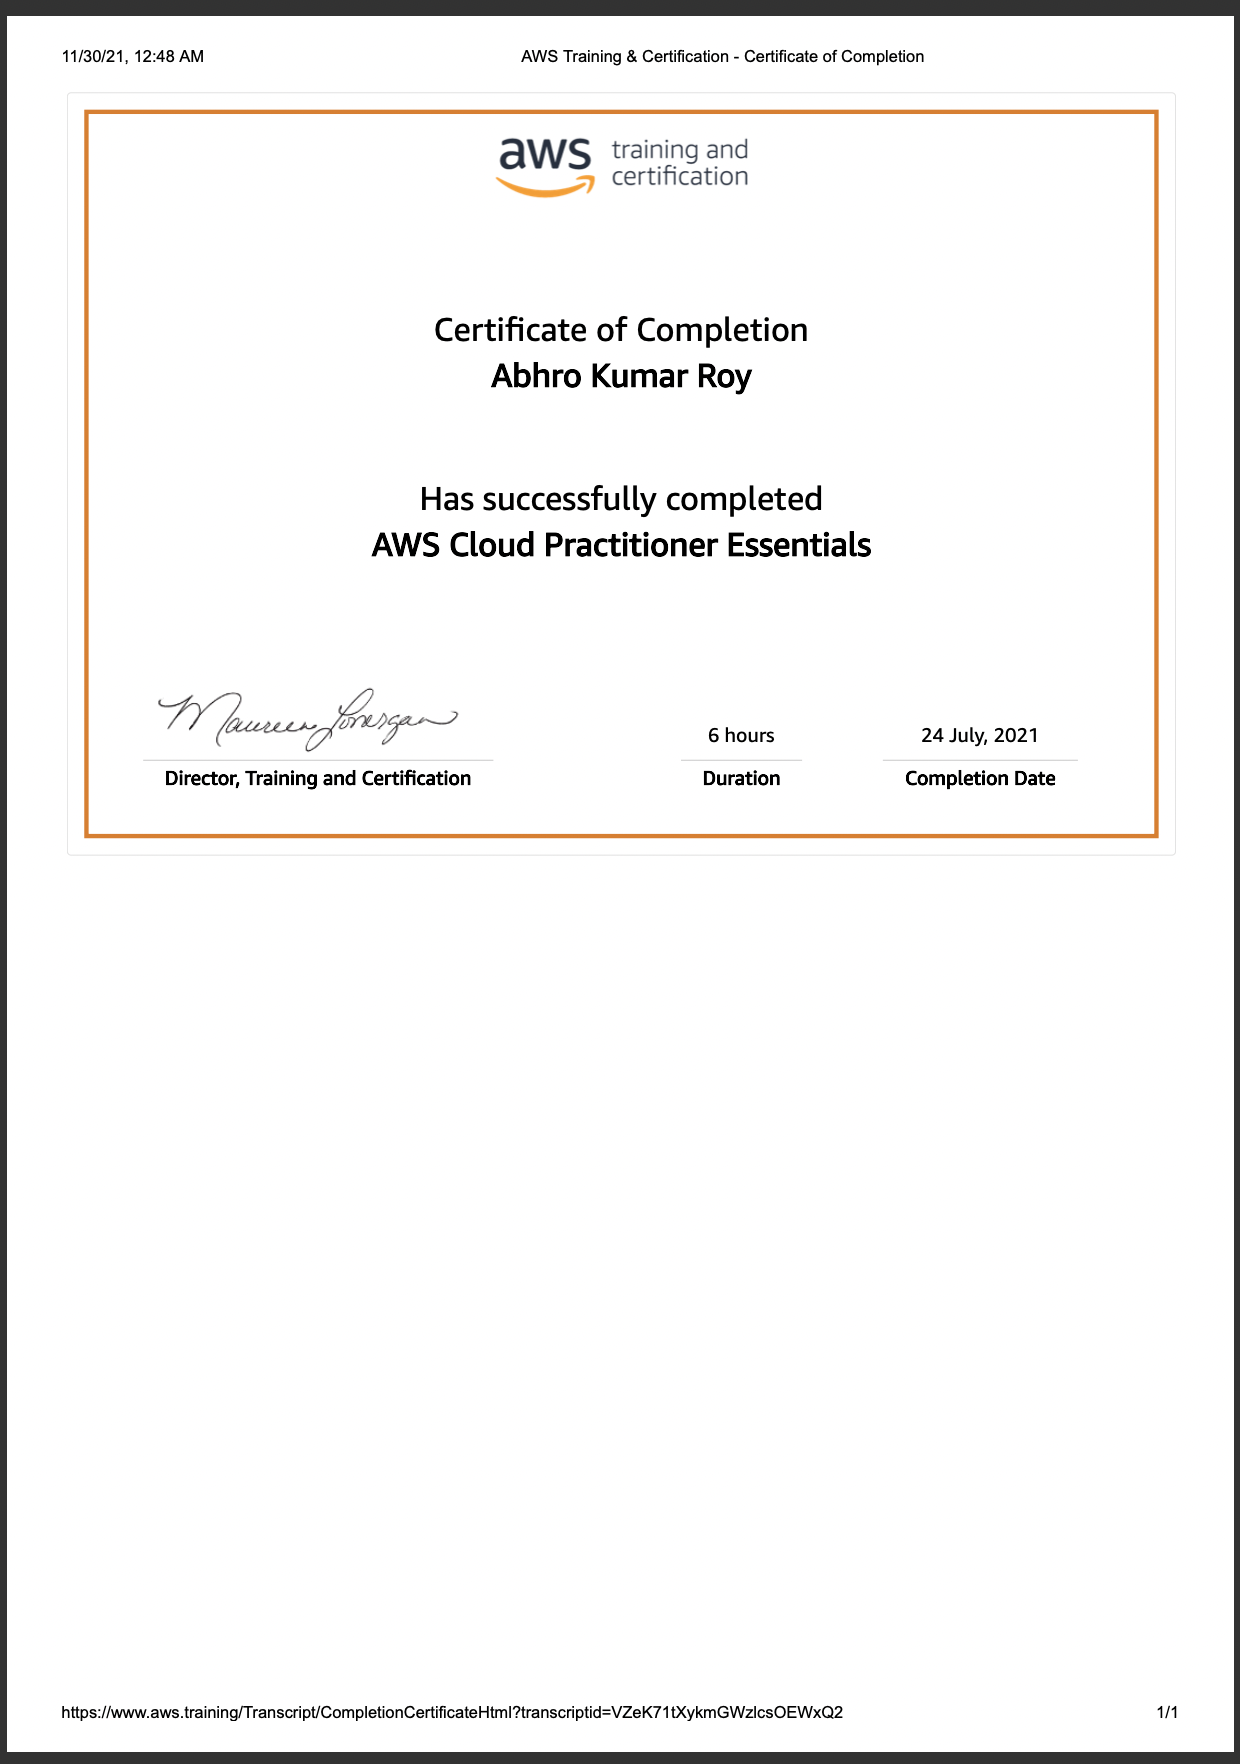 11/30/21, 12:48 AM
AWS Training & Certification - Certificate of Completion
aws training and
certification
Certificate of Completion
Abhro Kumar Roy
Has successfully completed
AWS Cloud Practitioner Essentials
Maureen Lonergan
6 hours
24 July, 2021
Director, Training and Certification
Duration
Completion Date
https://www.aws.training/Transcript/CompletionCertificateHtml?transcriptid=VZeK71tXykmGWzlcsOEWxQ2
1/1